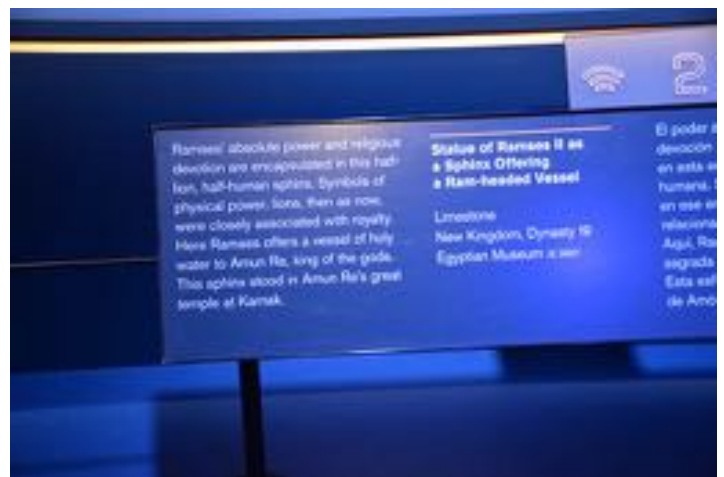 2
Ramses' absolute power and religious
devotion are encapsulated in this half-
lion, half-human sphinx. Symbols of
physical power, lions, then as now,
were closely associated with royalty.
Here Ramses offers a vessel of holy
water to Amun Re, king of the gods.
This sphinx stood in Amun Re's great
temple at Karnak.
Statue of Ramses II as
a Sphinx Offering
a Ram-headed Vessel
Limestone
New Kingdom, Dynasty 19
Egyptian Museum
El poder
devoción
en esta
humana.
en ese
Aquí,
sagrada
Esta
de